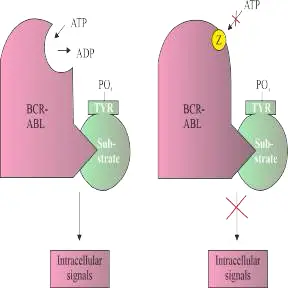 ATP
ADP
PO4
TYR
BCR-
ABL
Sub-
strate
Intracellular
signals
ATP
Z
PO4
TYR
BCR-
ABL
Sub-
strate
Intracellular
signals